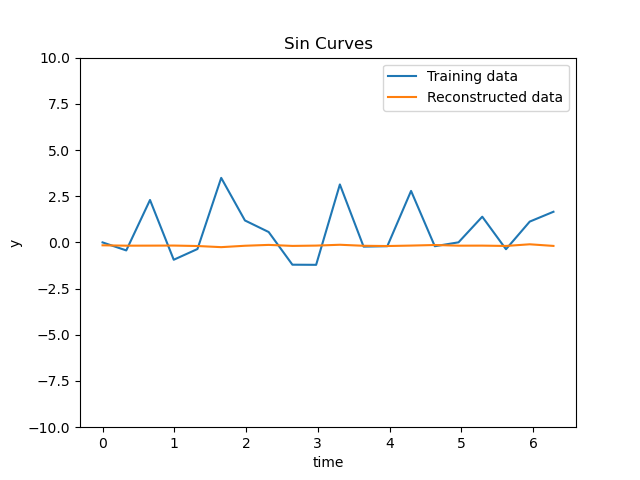 Sin Curves
Training data
Reconstructed data
10.0
7.5
5.0
2.5
0.0
−2.5
−5.0
−7.5
−10.0
y
0 1 2 3 4 5 6
time